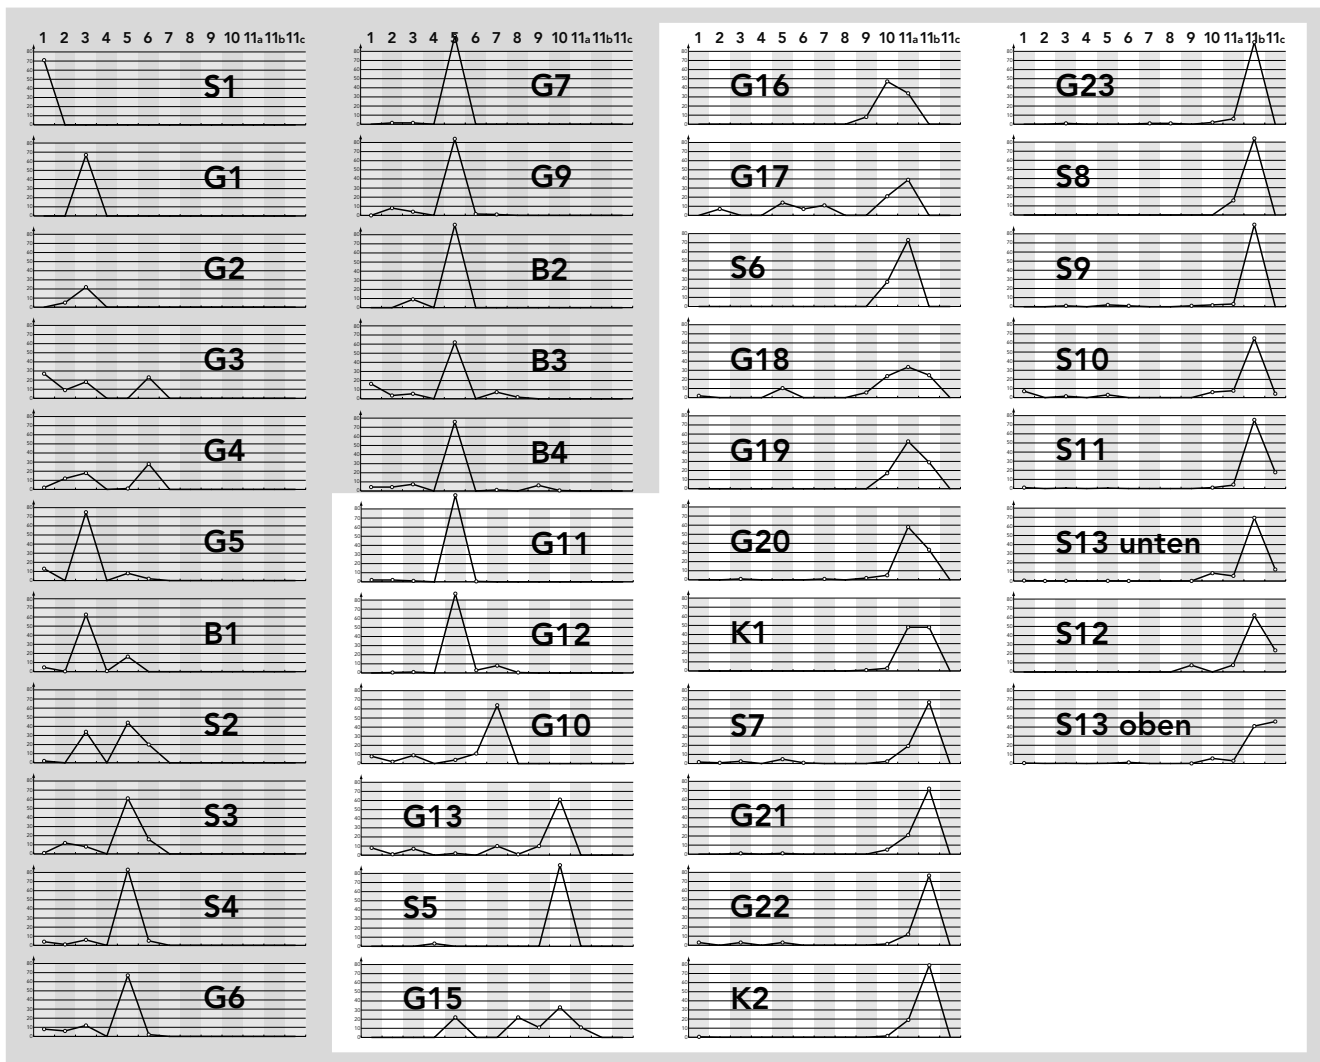 1 2 3 4 5 6 7 8 9 10 11a 11b 11c
S1
G1
G2
G3
G4
G5
B1
S2
S3
S4
G6
1 2 3 4 5 6 7 8 9 10 11a 11b 11c
G7
G9
B2
B3
B4
G11
G12
G10
G13
S5
G15
1 2 3 4 5 6 7 8 9 10 11a 11b 11c
G16
G17
S6
G18
G19
G20
K1
S7
G21
G22
K2
1 2 3 4 5 6 7 8 9 10 11a 11b 11c
G23
S8
S9
S10
S11
S13 unten
S12
S13 oben